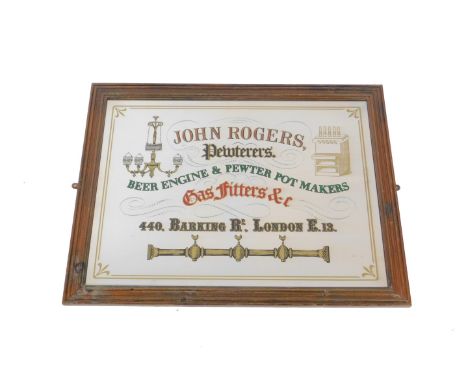 JOHN ROGERS,
Pewterers.
BEER ENGINE & PEWTER POT MAKERS
Gas Fitters & c
440, BARKING Rᴰ. LONDON E.13.